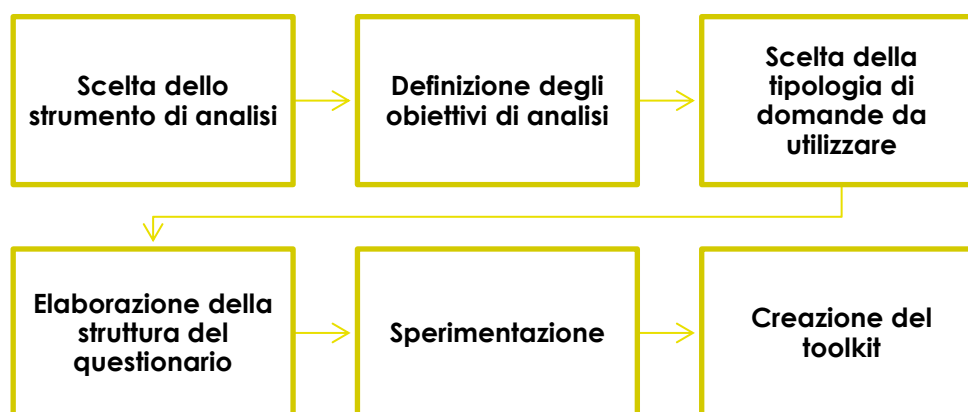 Scelta dello
strumento di analisi
Definizione degli
obiettivi di analisi
Scelta della
tipologia di
domande da
utilizzare
Elaborazione della
struttura del
questionario
Sperimentazione
Creazione del
toolkit